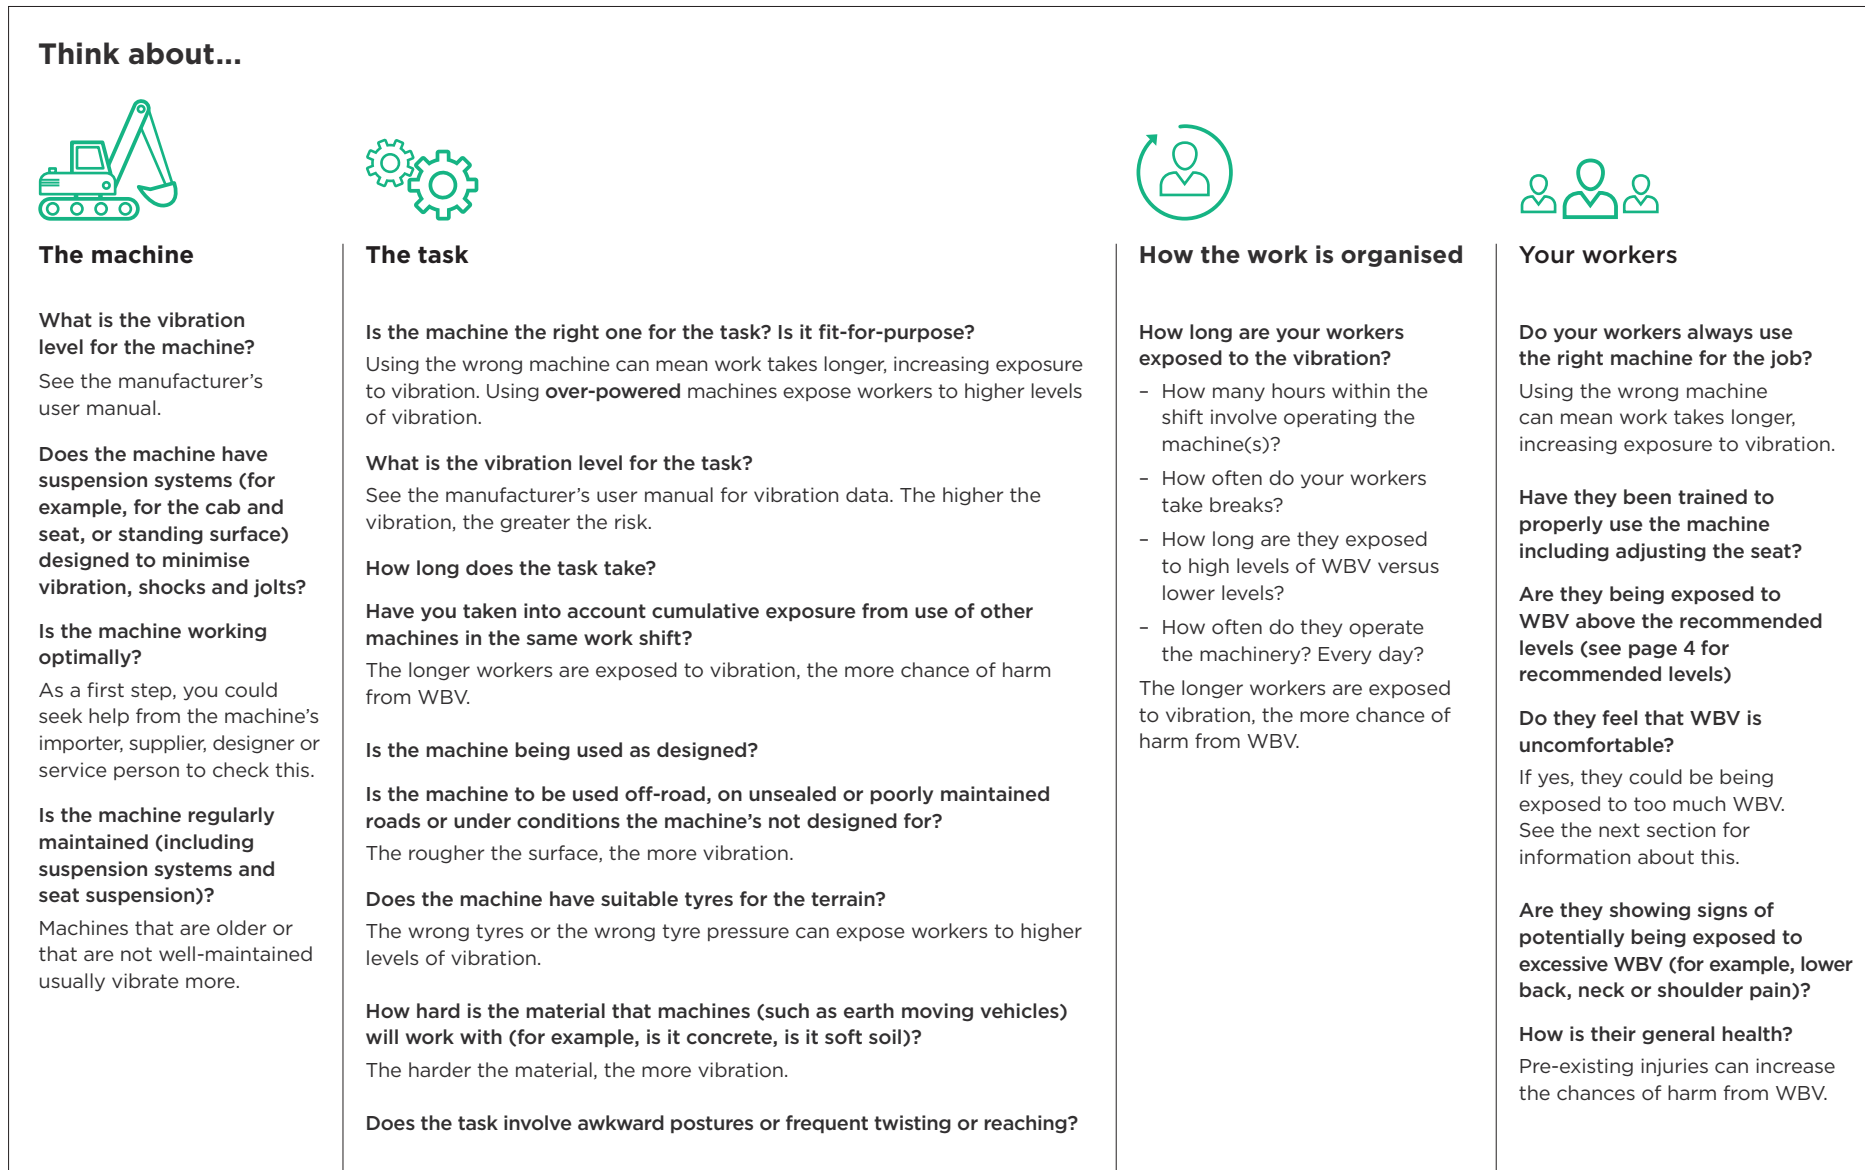 Think about...
The machine
What is the vibration
level for the machine?
See the manufacturer's
user manual.
Does the machine have
suspension systems (for
example, for the cab and
seat, or standing surface)
designed to minimise
vibration, shocks and jolts?
Is the machine working
optimally?
As a first step, you could
seek help from the machine's
importer, supplier, designer or
service person to check this.
Is the machine regularly
maintained (including
suspension systems and
seat suspension)?
Machines that are older or
that are not well-maintained
usually vibrate more.
The task
Is the machine the right one for the task? Is it fit-for-purpose?
Using the wrong machine can mean work takes longer, increasing exposure
to vibration. Using over-powered machines expose workers to higher levels
of vibration.
What is the vibration level for the task?
See the manufacturer's user manual for vibration data. The higher the
vibration, the greater the risk.
How long does the task take?
Have you taken into account cumulative exposure from use of other
machines in the same work shift?
The longer workers are exposed to vibration, the more chance of harm
from WBV.
Is the machine being used as designed?
Is the machine to be used off-road, on unsealed or poorly maintained
roads or under conditions the machine's not designed for?
The rougher the surface, the more vibration.
Does the machine have suitable tyres for the terrain?
The wrong tyres or the wrong tyre pressure can expose workers to higher
levels of vibration.
How hard is the material that machines (such as earth moving vehicles)
will work with (for example, is it concrete, is it soft soil)?
The harder the material, the more vibration.
Does the task involve awkward postures or frequent twisting or reaching?
How the work is organised
How long are your workers
exposed to the vibration?
– How many hours within the
shift involve operating the
machine(s)?
– How often do your workers
take breaks?
– How long are they exposed
to high levels of WBV versus
lower levels?
– How often do they operate
the machinery? Every day?
The longer workers are exposed
to vibration, the more chance of
harm from WBV.
Your workers
Do your workers always use
the right machine for the job?
Using the wrong machine
can mean work takes longer,
increasing exposure to vibration.
Have they been trained to
properly use the machine
including adjusting the seat?
Are they being exposed to
WBV above the recommended
levels (see page 4 for
recommended levels)
Do they feel that WBV is
uncomfortable?
If yes, they could be being
exposed to too much WBV.
See the next section for
information about this.
Are they showing signs of
potentially being exposed to
excessive WBV (for example, lower
back, neck or shoulder pain)?
How is their general health?
Pre-existing injuries can increase
the chances of harm from WBV.